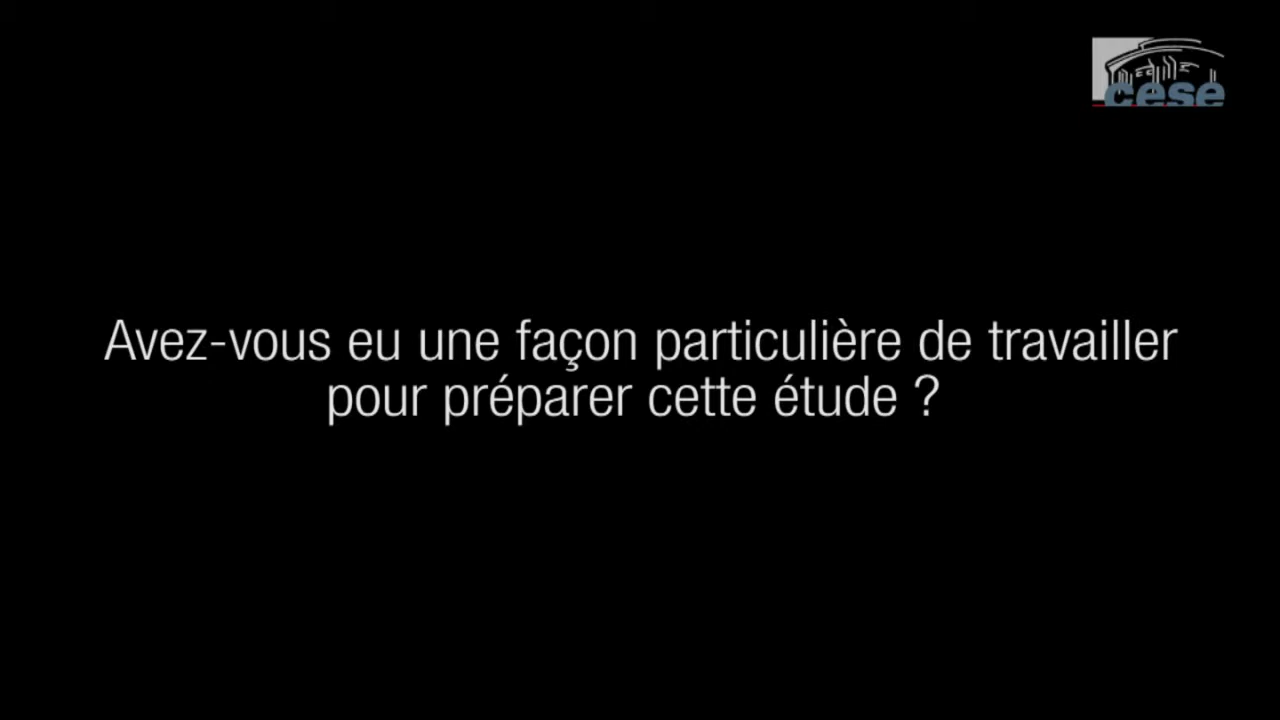 cese
Avez-vous eu une façon particulière de travailler
pour préparer cette étude ?